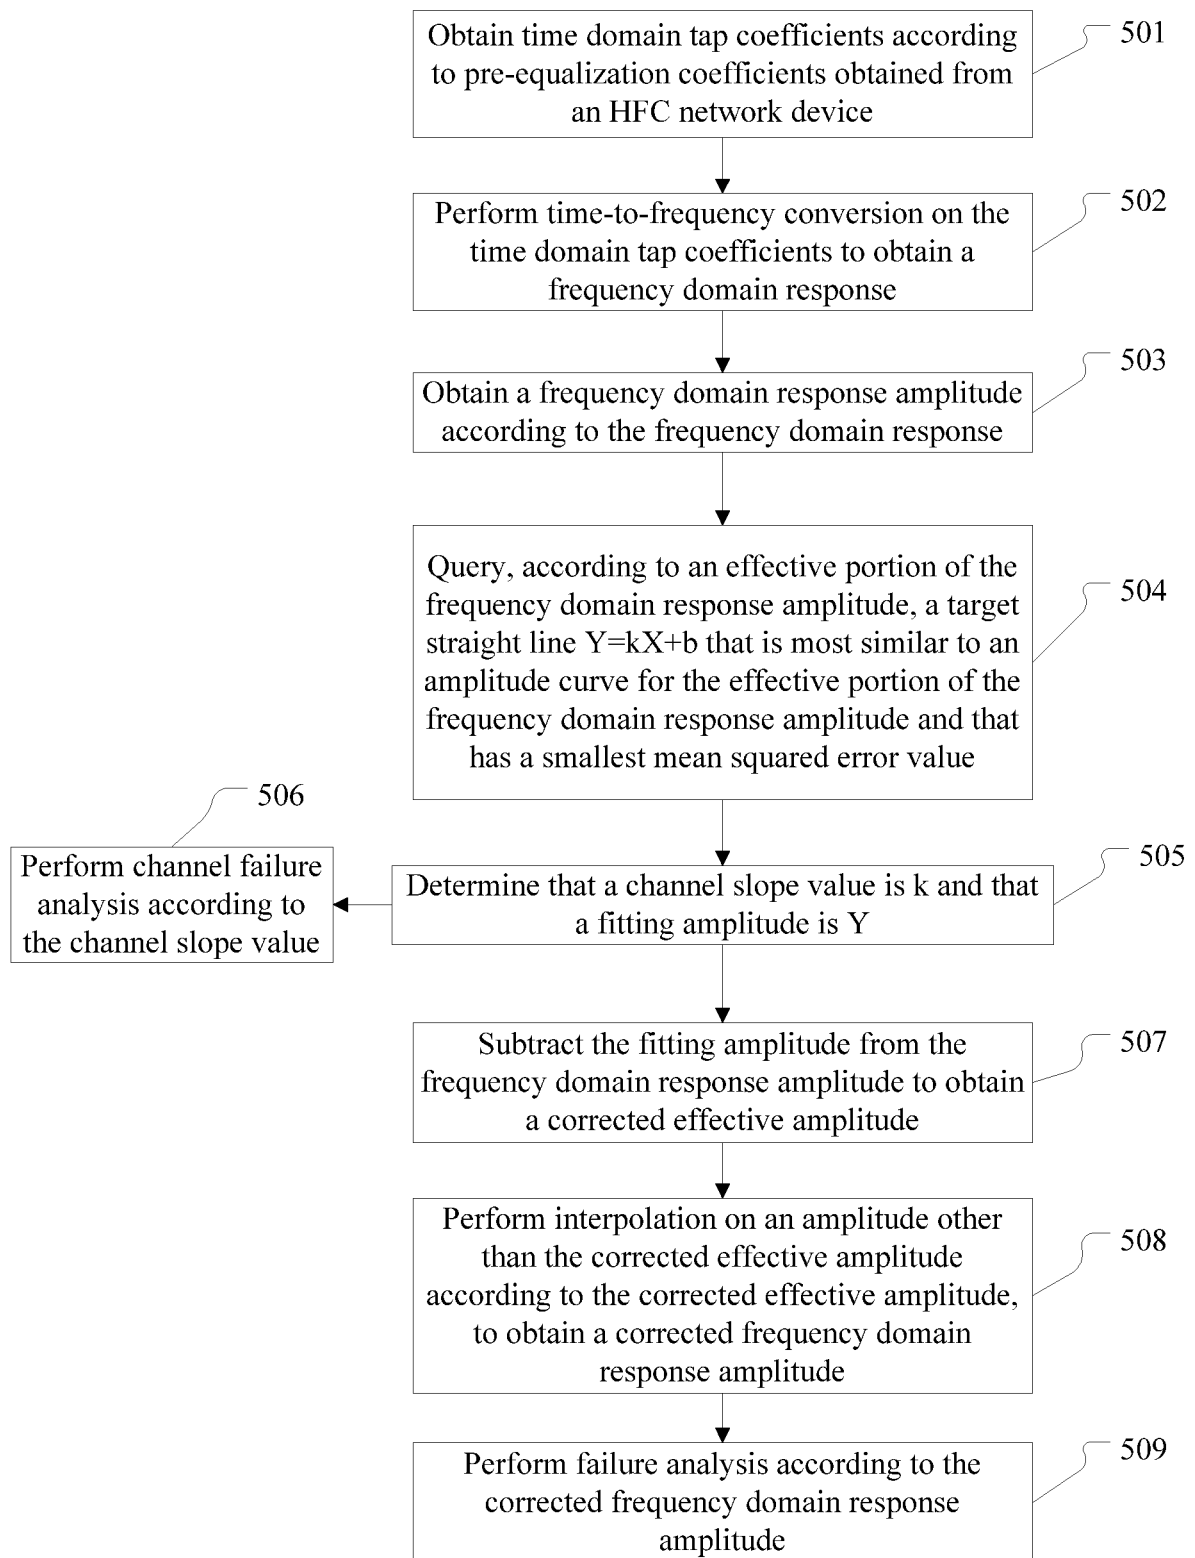 Obtain time domain tap coefficients according
to pre-equalization coefficients obtained from
an HFC network device
501
Perform time-to-frequency conversion on the
time domain tap coefficients to obtain a
frequency domain response
502
Obtain a frequency domain response amplitude
according to the frequency domain response
503
Query, according to an effective portion of the
frequency domain response amplitude, a target
straight line Y=kX+b that is most similar to an
amplitude curve for the effective portion of the
frequency domain response amplitude and that
has a smallest mean squared error value
504
Determine that a channel slope value is k and that
a fitting amplitude is Y
505
Perform channel failure
analysis according to
the channel slope value
506
Subtract the fitting amplitude from the
frequency domain response amplitude to obtain
a corrected effective amplitude
507
Perform interpolation on an amplitude other
than the corrected effective amplitude
according to the corrected effective amplitude,
to obtain a corrected frequency domain
response amplitude
508
Perform failure analysis according to the
corrected frequency domain response
amplitude
509